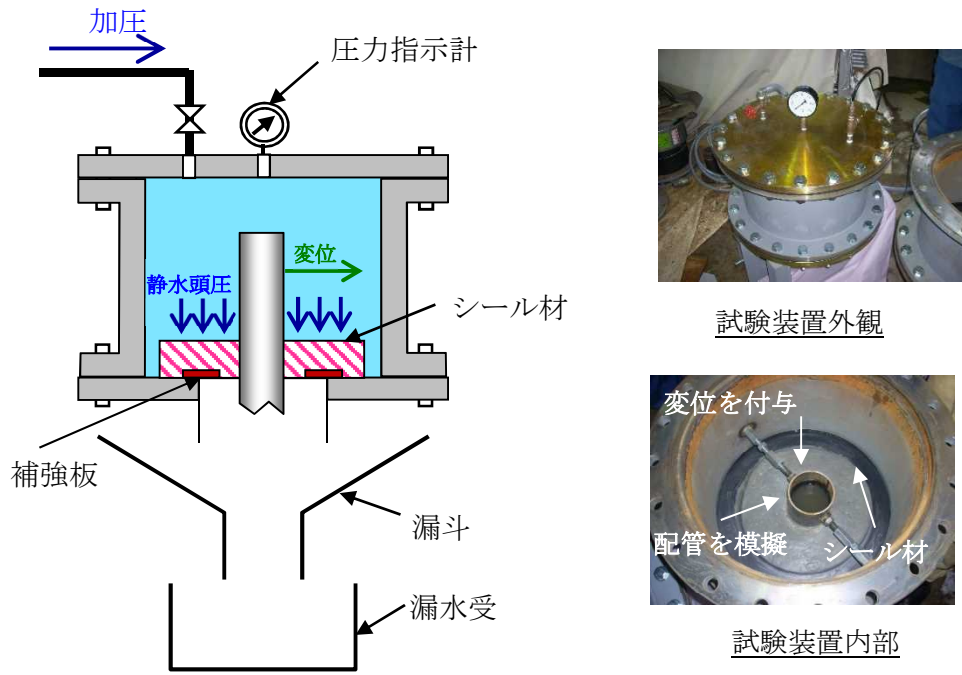 加圧
圧力指示計
変位
静水頭圧
シール材
補強板
漏斗
漏水受
試験装置外観
変位を付与
配管を模擬
シール材
試験装置内部